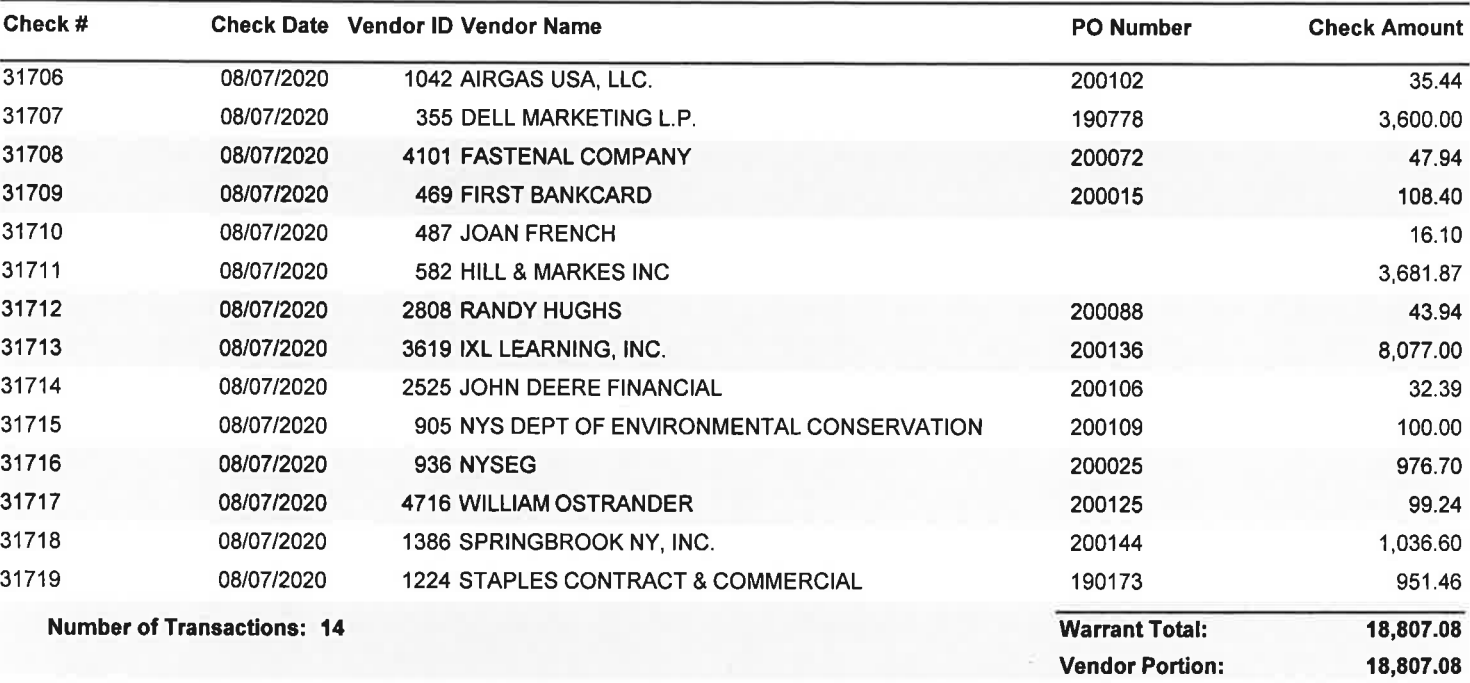 Check # Check Date Vendor ID Vendor Name PO Number Check Amount
31706 08/07/2020 1042 AIRGAS USA, LLC. 200102 35.44
31707 08/07/2020 355 DELL MARKETING L.P. 190778 3,600.00
31708 08/07/2020 4101 FASTENAL COMPANY 200072 47.94
31709 08/07/2020 469 FIRST BANKCARD 200015 108.40
31710 08/07/2020 487 JOAN FRENCH 16.10
31711 08/07/2020 582 HILL & MARKES INC 3,681.87
31712 08/07/2020 2808 RANDY HUGHS 200088 43.94
31713 08/07/2020 3619 IXL LEARNING, INC. 200136 8,077.00
31714 08/07/2020 2525 JOHN DEERE FINANCIAL 200106 32.39
31715 08/07/2020 905 NYS DEPT OF ENVIRONMENTAL CONSERVATION 200109 100.00
31716 08/07/2020 936 NYSEG 200025 976.70
31717 08/07/2020 4716 WILLIAM OSTRANDER 200125 99.24
31718 08/07/2020 1386 SPRINGBROOK NY, INC. 200144 1,036.60
31719 08/07/2020 1224 STAPLES CONTRACT & COMMERCIAL 190173 951.46
Number of Transactions: 14 Warrant Total: 18,807.08
Vendor Portion: 18,807.08